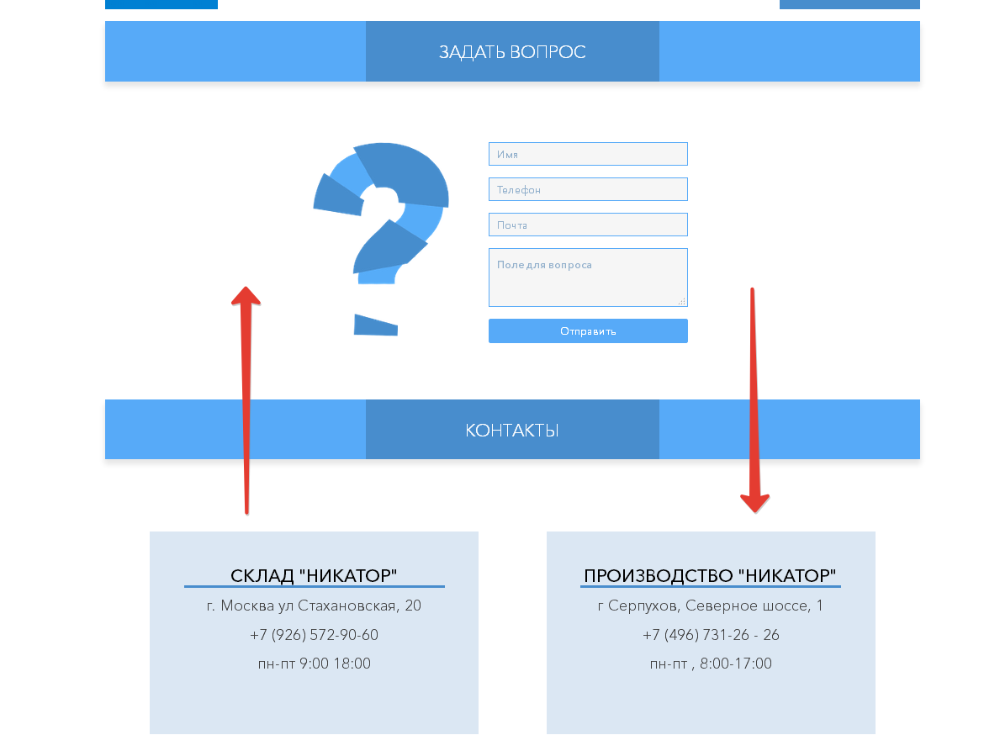 ЗАДАТЬ ВОПРОС
Имя
Телефон
Почта
Поле для вопроса
Отправить
КОНТАКТЫ
СКЛАД "НИКАТОР"
г. Москва ул Стахановская, 20
+7 (926) 572-90-60
пн-пт 9:00 18:00
ПРОИЗВОДСТВО "НИКАТОР"
г Серпухов, Северное шоссе, 1
+7 (496) 731-26 - 26
пн-пт , 8:00-17:00